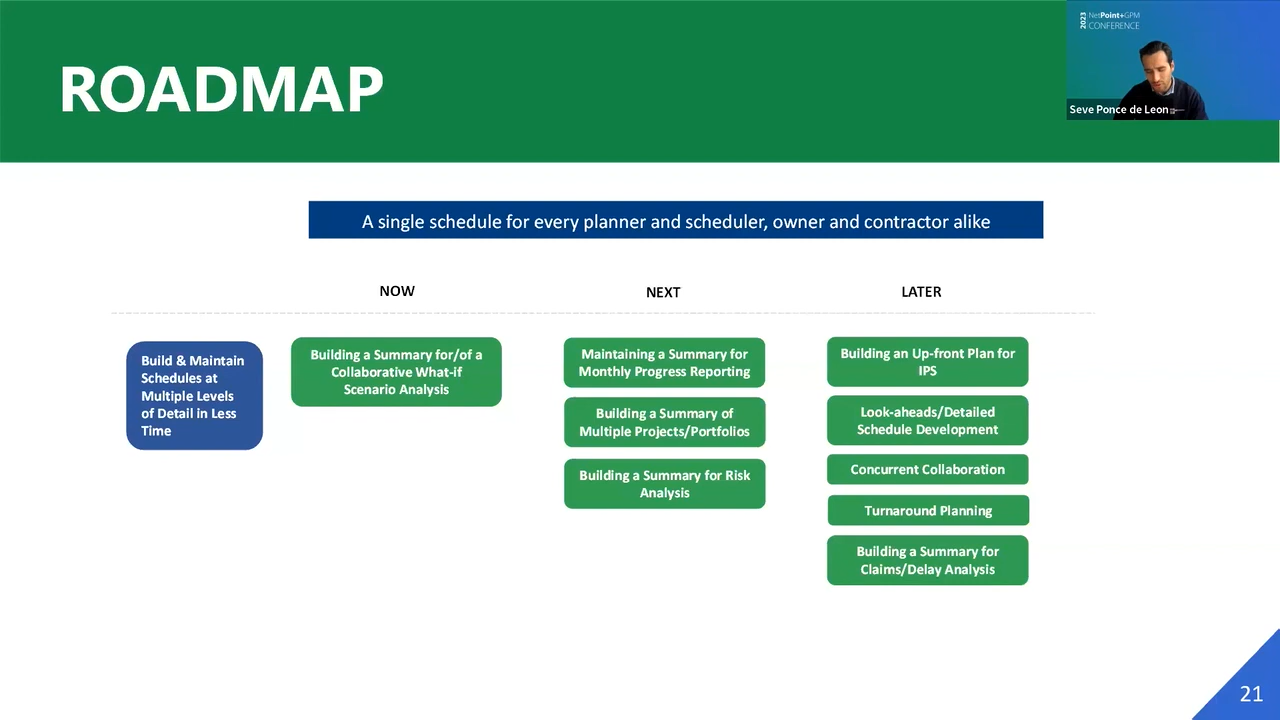 ROADMAP
2023
NetPoint+GPM
CONFERENCE
Seve Ponce de Leon
A single schedule for every planner and scheduler, owner and contractor alike
NOW
NEXT
LATER
Build & Maintain
Schedules at
Multiple Levels
of Detail in Less
Time
Building a Summary for/of a
Collaborative What-if
Scenario Analysis
Maintaining a Summary for
Monthly Progress Reporting
Building a Summary of
Multiple Projects/Portfolios
Building a Summary for Risk
Analysis
Building an Up-front Plan for
IPS
Look-aheads/Detailed
Schedule Development
Concurrent Collaboration
Turnaround Planning
Building a Summary for
Claims/Delay Analysis
21